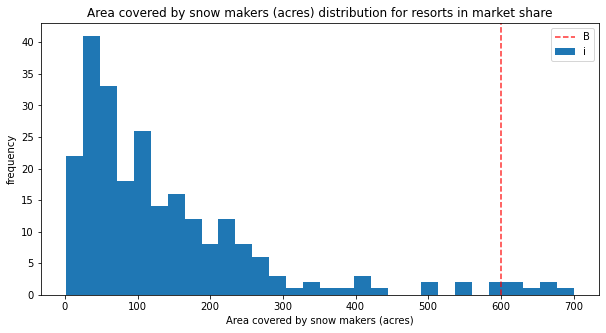 Area covered by snow makers (acres) distribution for resorts in market share
B
i
frequency
40
35
30
25
20
15
10
5
0
0 100 200 300 400 500 600 700
Area covered by snow makers (acres)